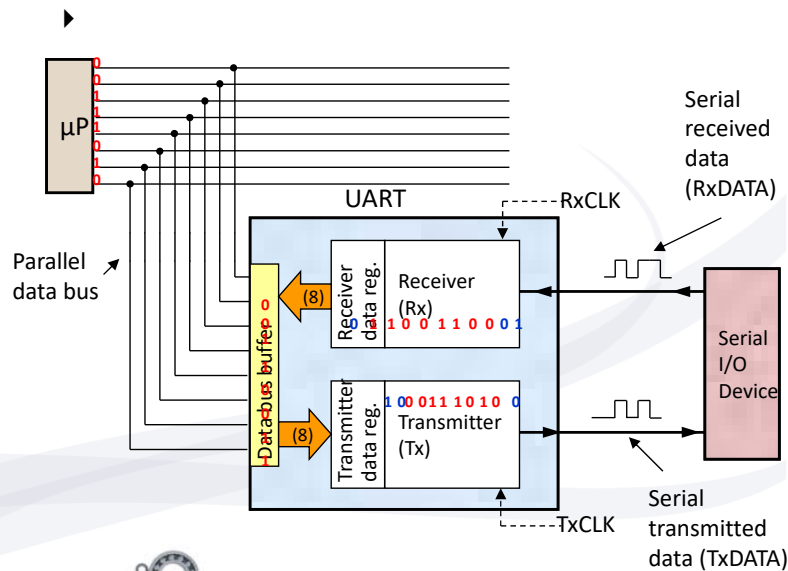 0
0
1
1
1
0
1
0
µP
Serial
received
data
(RxDATA)
UART
RxCLK
Parallel
data bus
Data bus buffer
(8)
Receiver
data reg.
Receiver
(Rx)
1 0 0 1 1 0 0 0 1
Serial
I/O
Device
(8)
Transmitter
data reg.
1 0 0 0 1 1 1 0 1 0 0
Transmitter
(Tx)
TxCLK
Serial
transmitted
data (TxDATA)